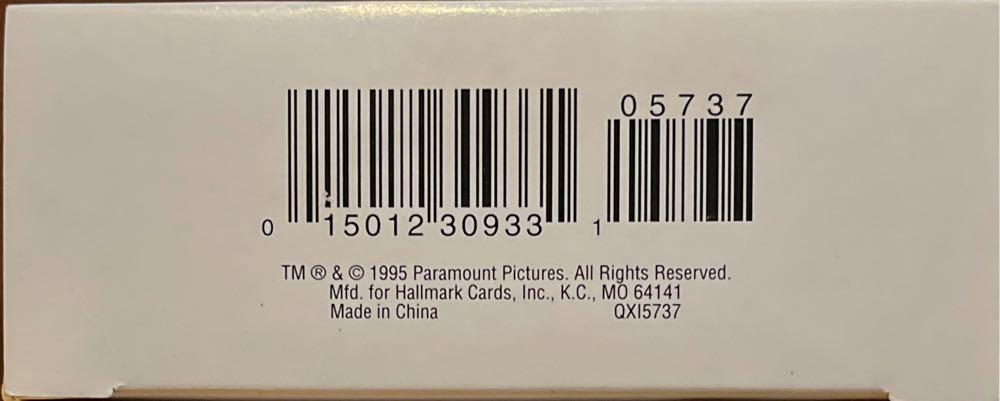 05737
0 15012 30933 1
TM ® & © 1995 Paramount Pictures. All Rights Reserved.
Mfd. for Hallmark Cards, Inc., K.C., MO 64141
Made in China QXI5737